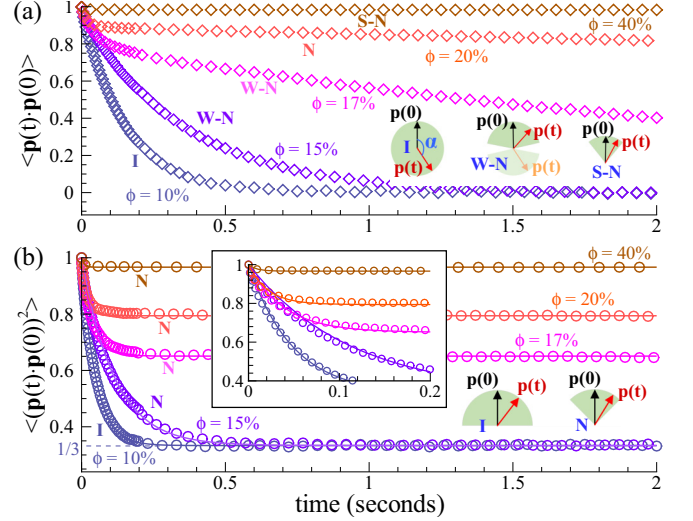 (a)
1
0.8
0.6
0.4
0.2
0
<p(t)·p(0)>
S-N
ϕ = 40%
N
ϕ = 20%
W-N
ϕ = 17%
W-N
ϕ = 15%
I
ϕ = 10%
p(0)
I
α
p(t)
p(0)
p(t)
W-N
p(t)
p(0)
p(t)
S-N
0
0.5
1
1.5
2
(b)
1
0.8
0.6
0.4
1/3
<(p(t)·p(0))²>
N
ϕ = 40%
N
ϕ = 20%
N
ϕ = 17%
N
ϕ = 15%
I
ϕ = 10%
1
0.8
0.6
0.4
0
0.1
0.2
p(0)
p(t)
I
p(0)
p(t)
N
0
0.5
1
1.5
2
time (seconds)